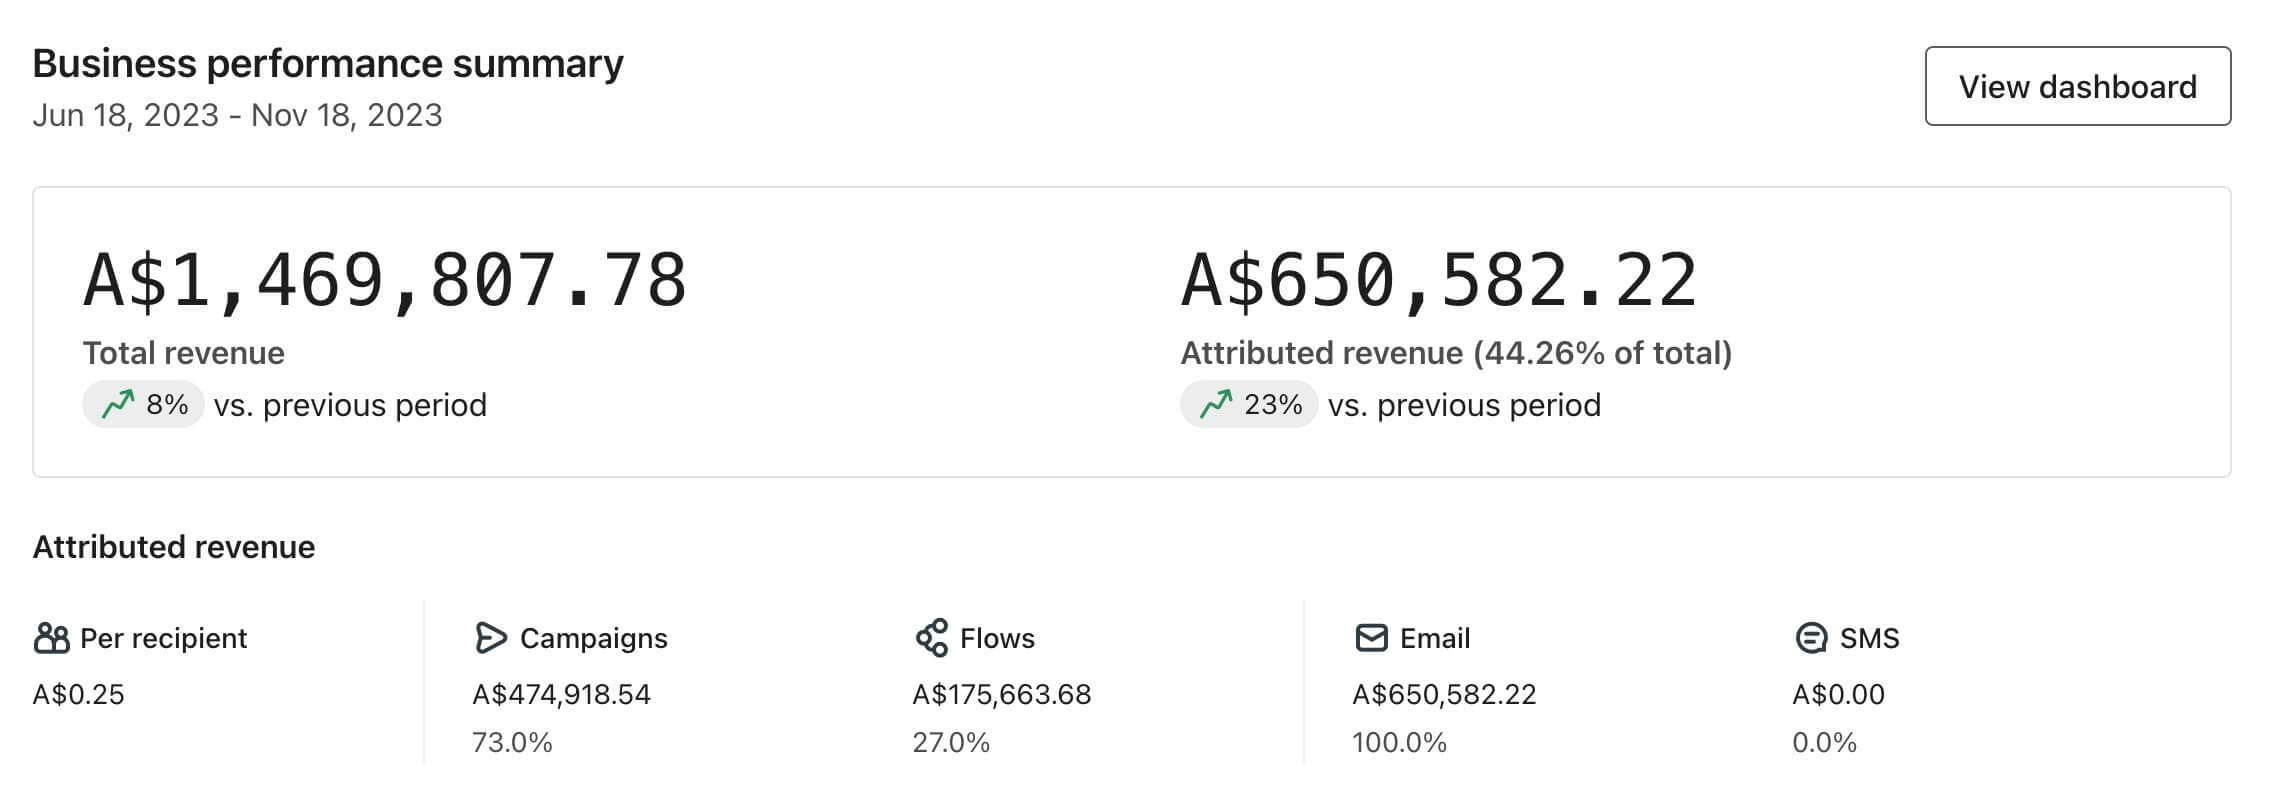 Business performance summary
Jun 18, 2023 - Nov 18, 2023
View dashboard
A$1,469,807.78
Total revenue
8% vs. previous period
A$650,582.22
Attributed revenue (44.26% of total)
23% vs. previous period
Attributed revenue
Per recipient
A$0.25
Campaigns
A$474,918.54
73.0%
Flows
A$175,663.68
27.0%
Email
A$650,582.22
100.0%
SMS
A$0.00
0.0%